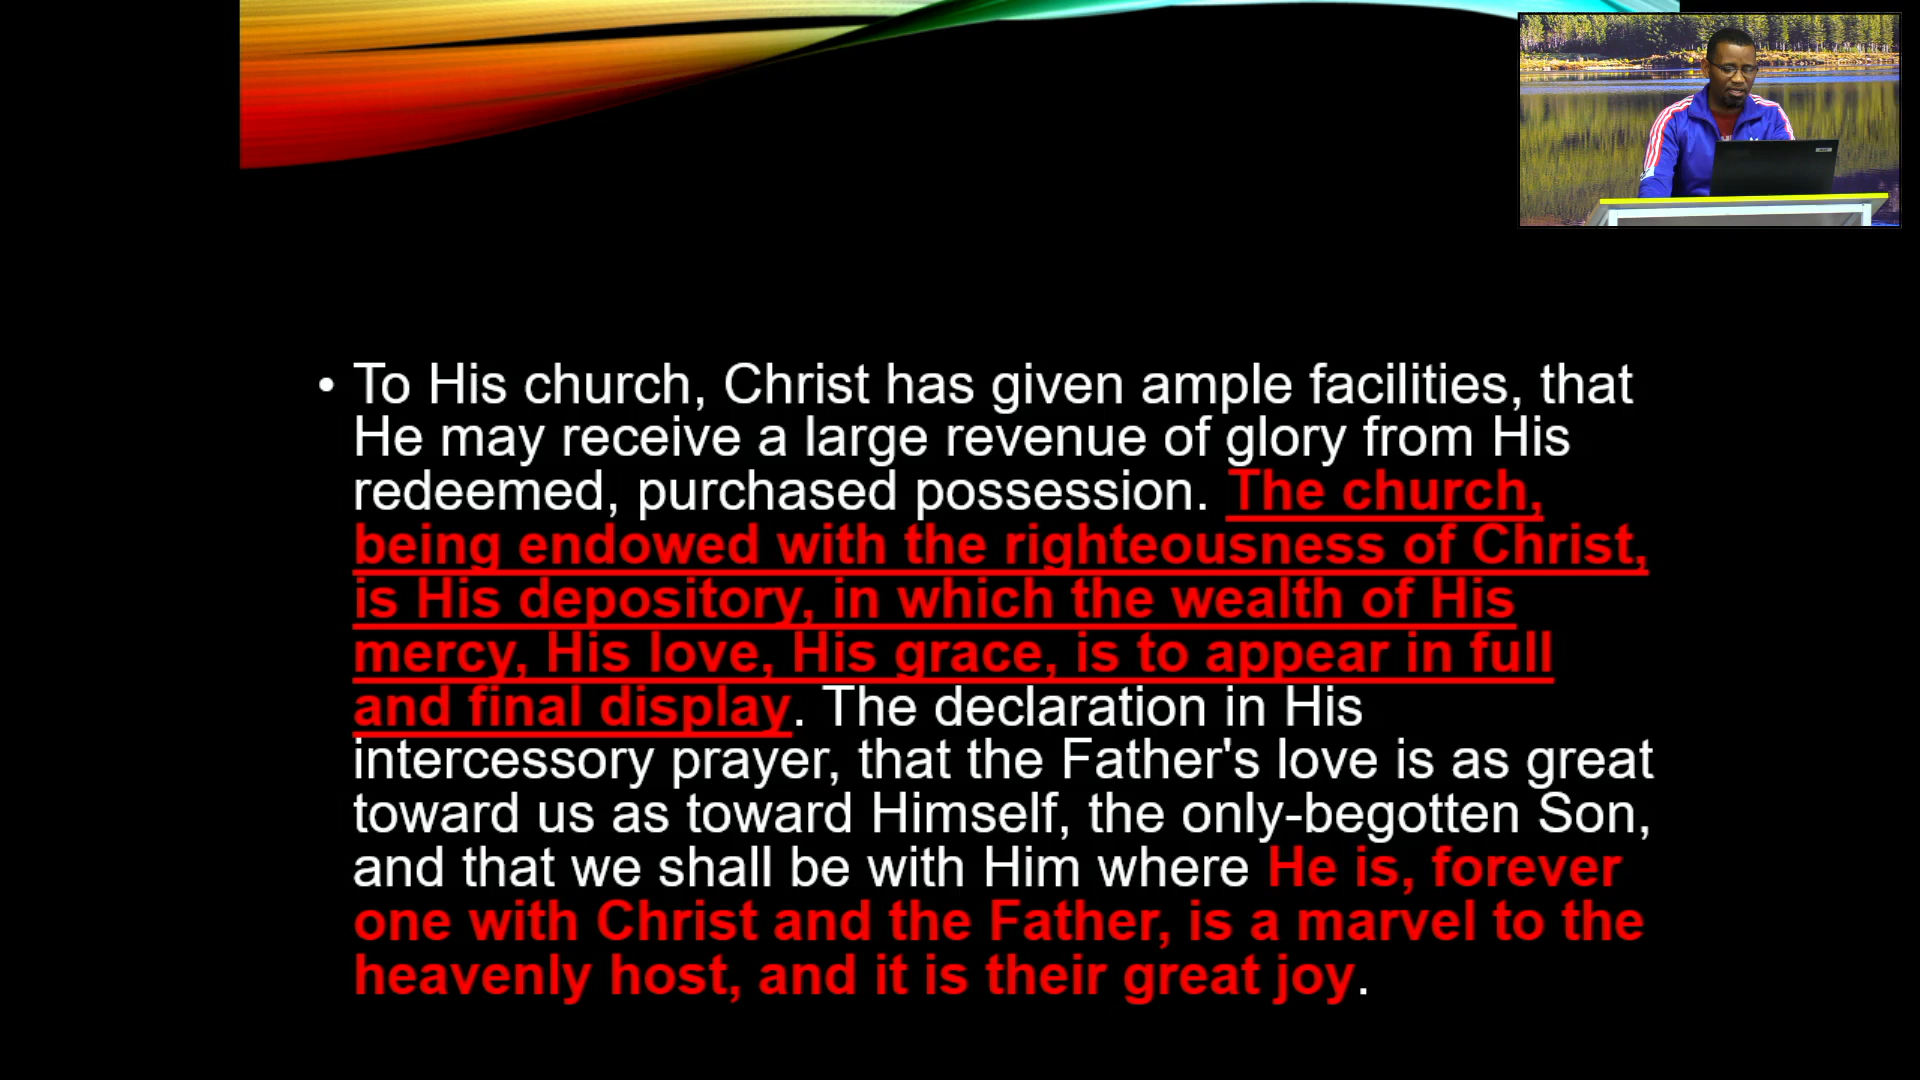 • To His church, Christ has given ample facilities, that
He may receive a large revenue of glory from His
redeemed, purchased possession. The church,
being endowed with the righteousness of Christ,
is His depository, in which the wealth of His
mercy, His love, His grace, is to appear in full
and final display. The declaration in His
intercessory prayer, that the Father's love is as great
toward us as toward Himself, the only-begotten Son,
and that we shall be with Him where He is, forever
one with Christ and the Father, is a marvel to the
heavenly host, and it is their great joy.